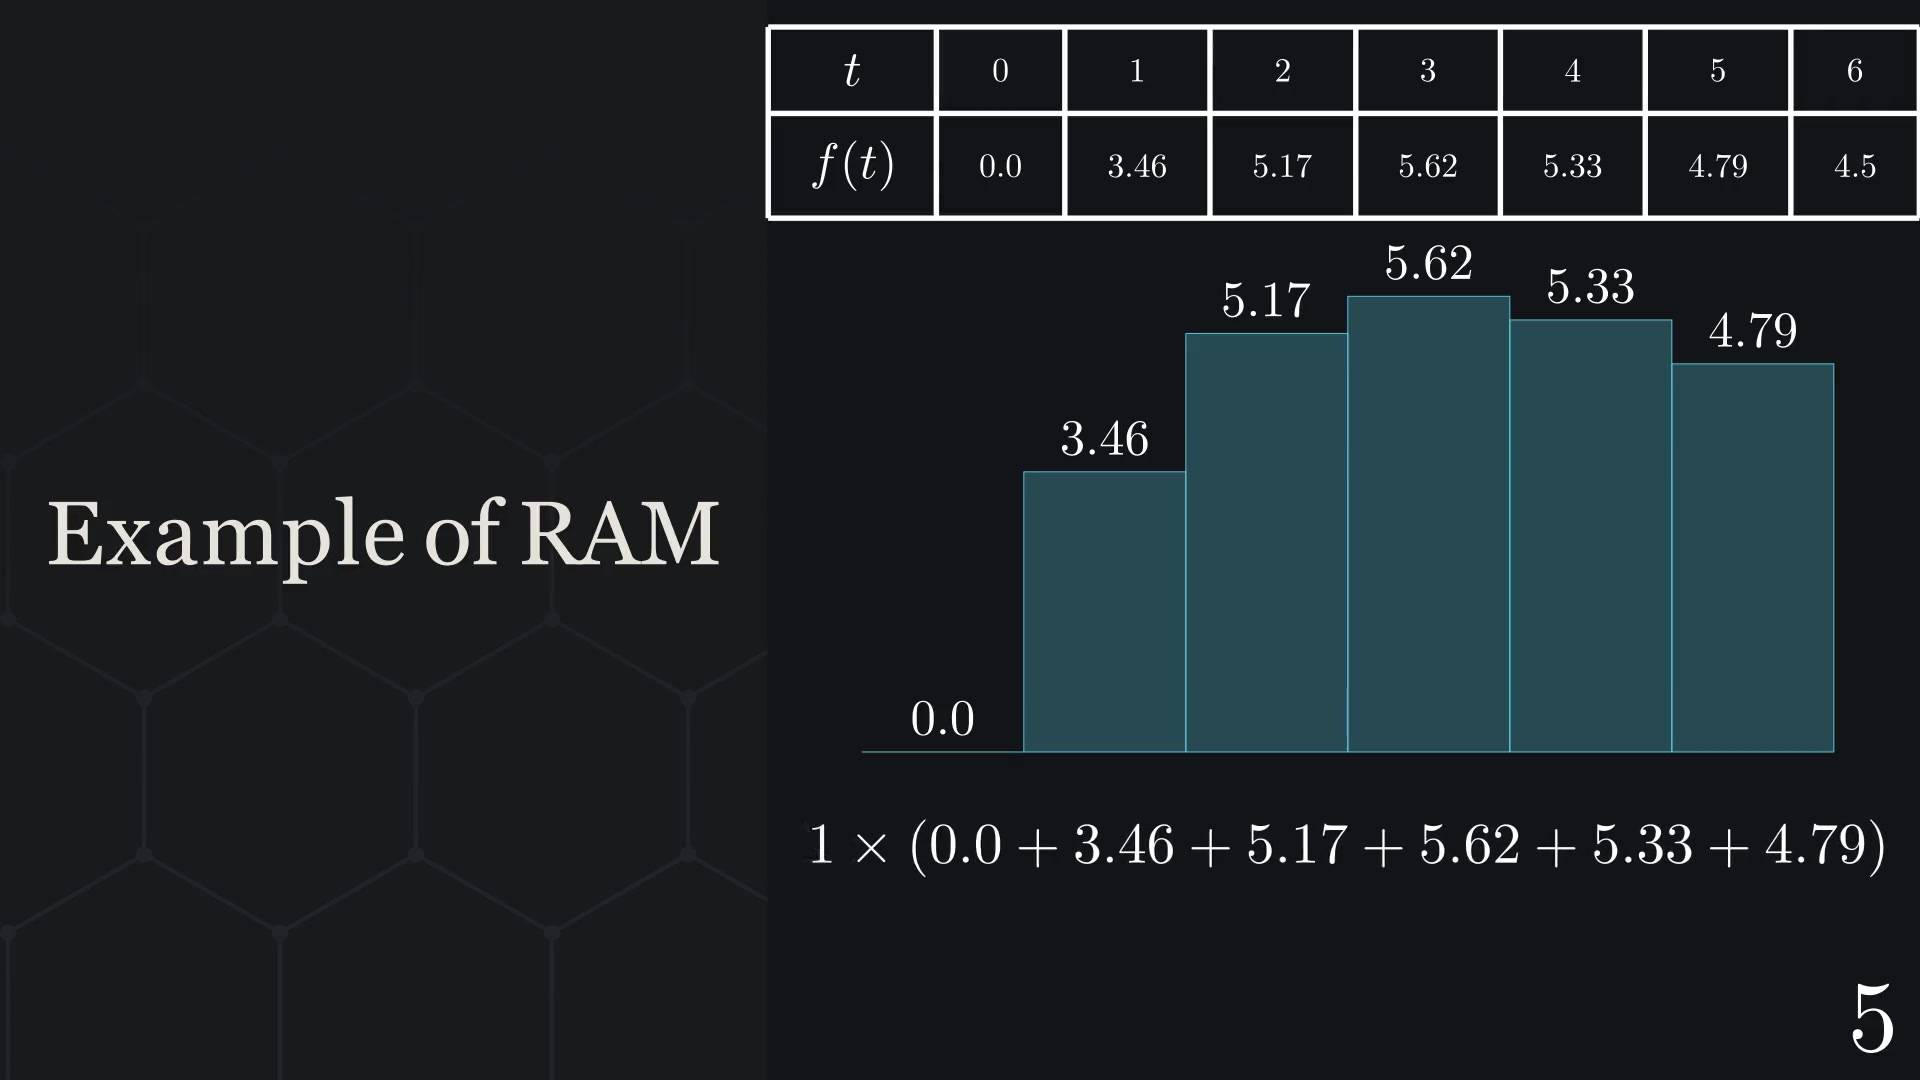 t 0 1 2 3 4 5 6
f(t) 0.0 3.46 5.17 5.62 5.33 4.79 4.5
Example of RAM
0.0 3.46 5.17 5.62 5.33 4.79
1 × (0.0 + 3.46 + 5.17 + 5.62 + 5.33 + 4.79)
5